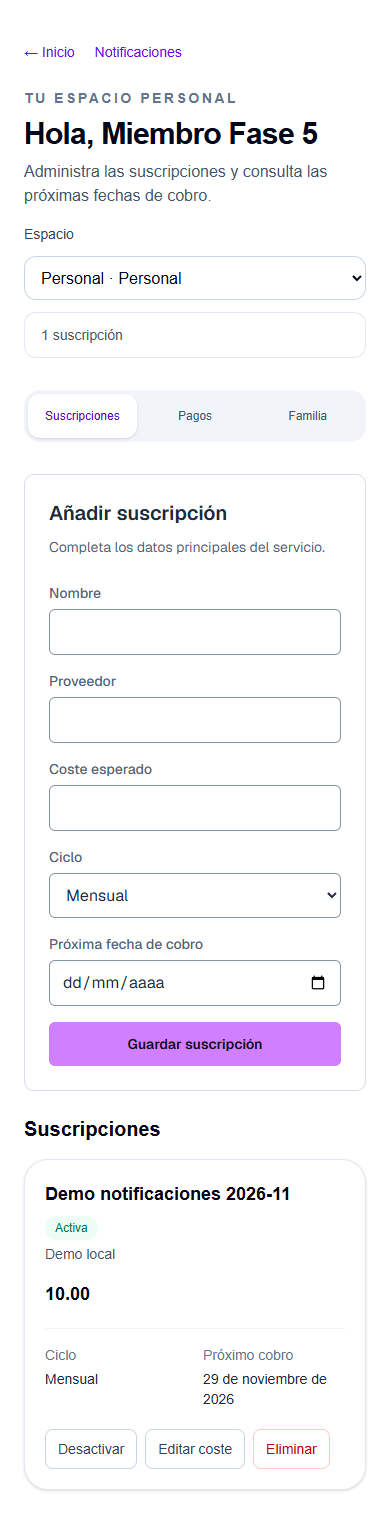 ← Inicio Notificaciones
TU ESPACIO PERSONAL
Hola, Miembro Fase 5
Administra las suscripciones y consulta las
próximas fechas de cobro.
Espacio
Personal · Personal
1 suscripción
Suscripciones Pagos Familia
Añadir suscripción
Completa los datos principales del servicio.
Nombre
Proveedor
Coste esperado
Ciclo
Mensual
Próxima fecha de cobro
dd/mm/aaaa
Guardar suscripción
Suscripciones
Demo notificaciones 2026-11
Activa
Demo local
10.00
Ciclo Próximo cobro
Mensual 29 de noviembre de
2026
Desactivar Editar coste Eliminar